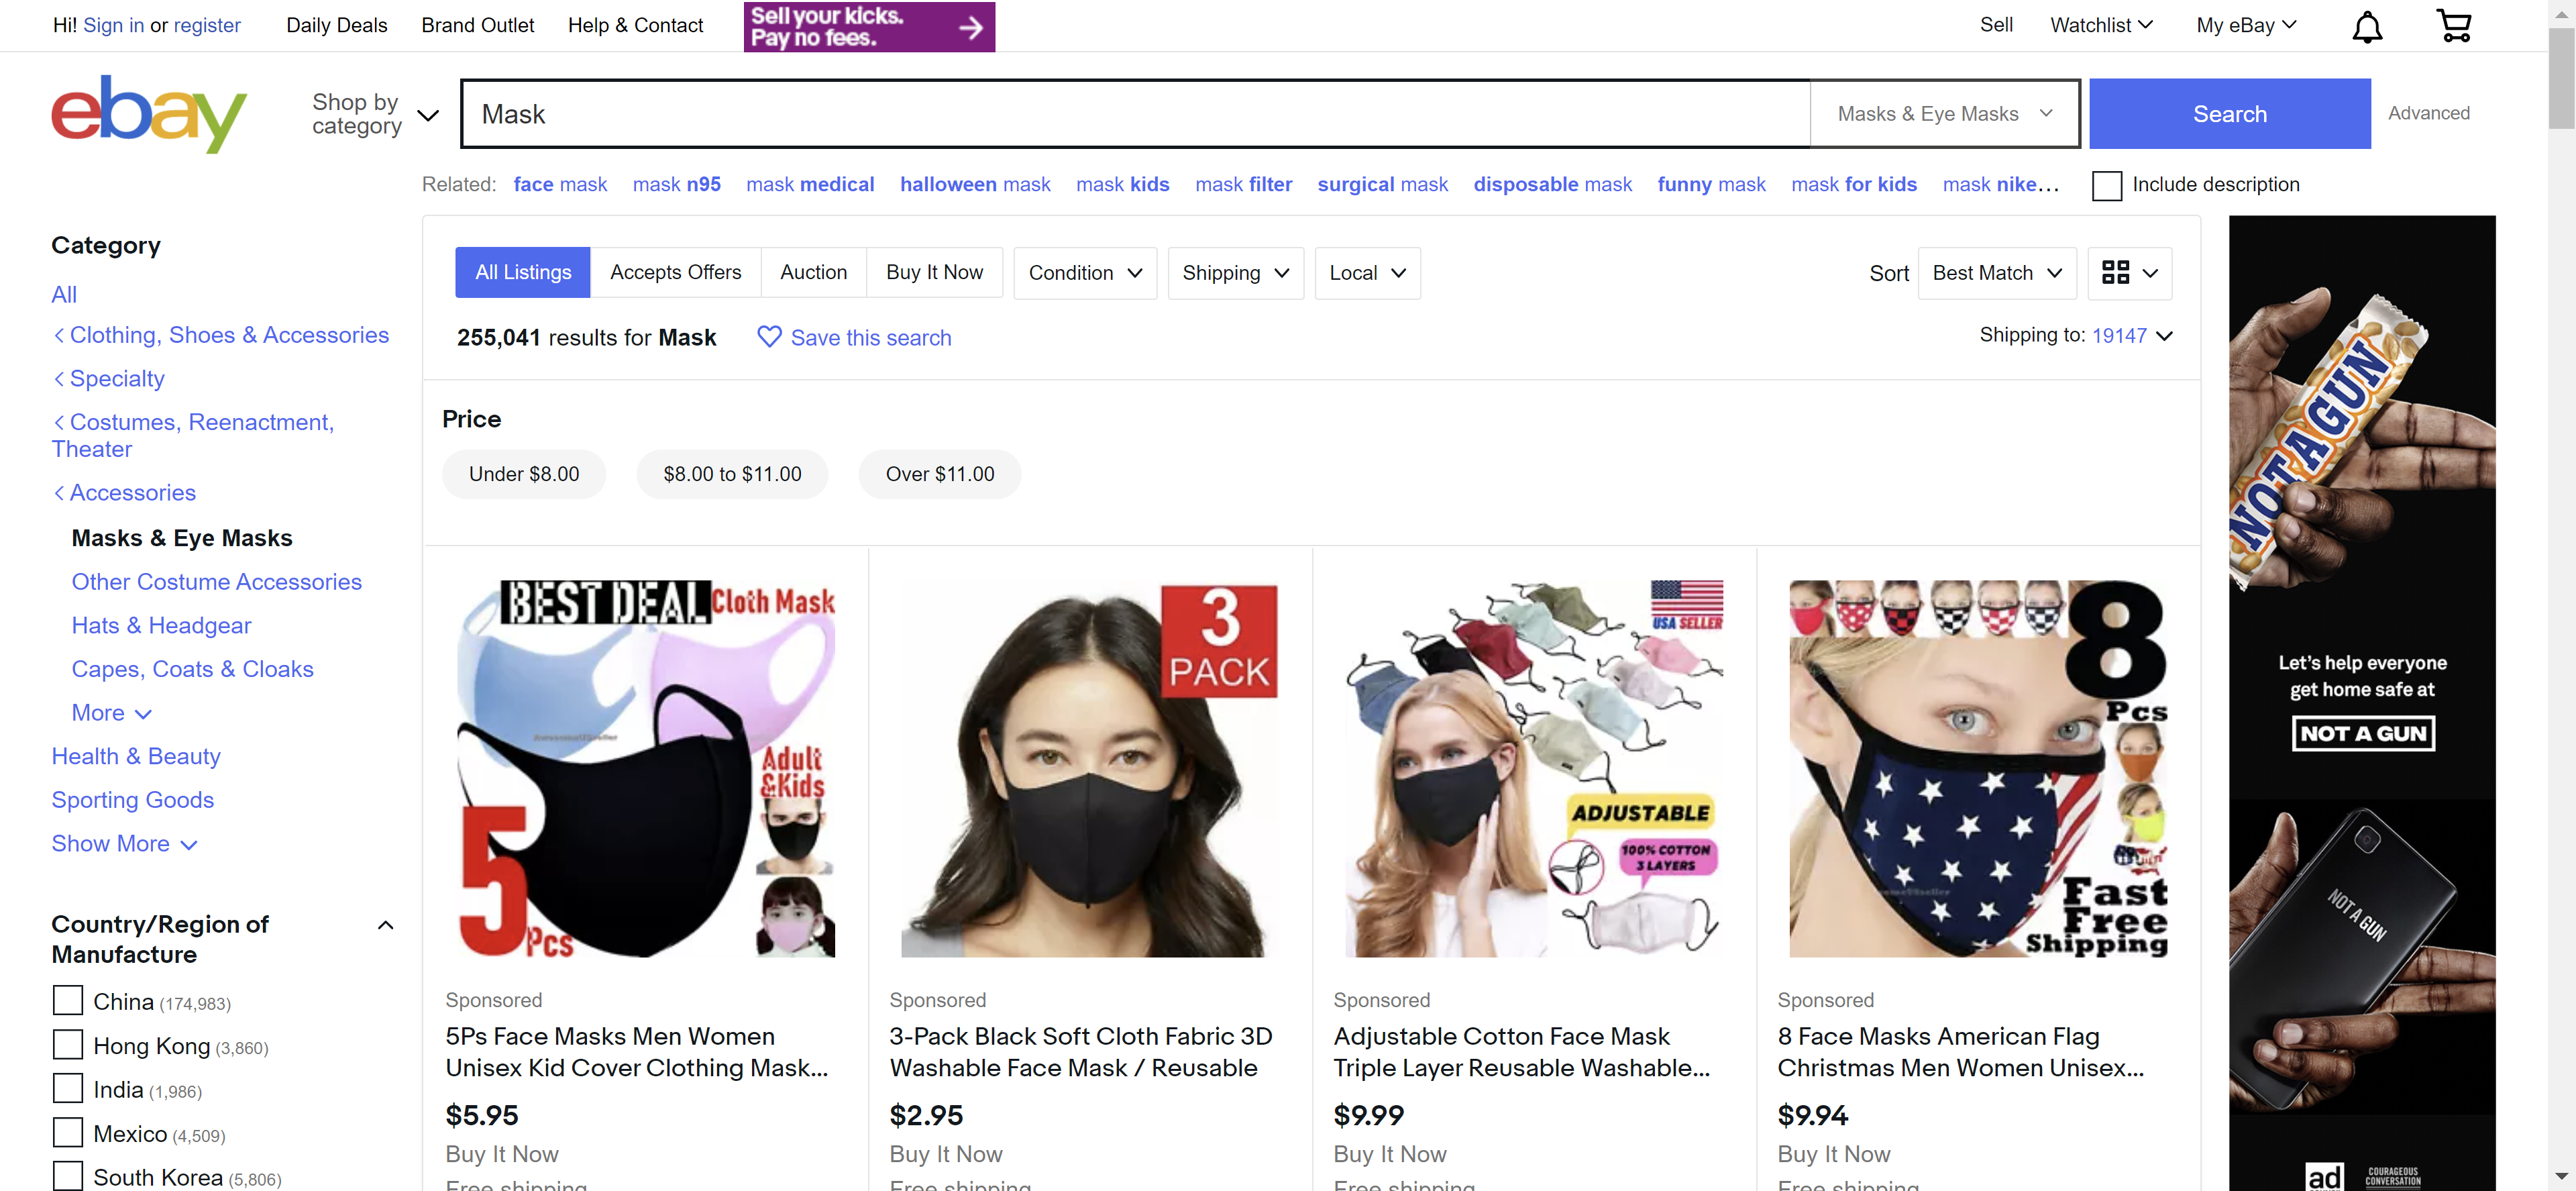 Hi! Sign in or register
Daily Deals
Brand Outlet
Help & Contact
Sell your kicks.
Pay no fees.
Sell
Watchlist
My eBay
ebay
Shop by
category
Mask
Masks & Eye Masks
Search
Advanced
Related: face mask mask n95 mask medical halloween mask mask kids mask filter surgical mask disposable mask funny mask mask for kids mask nike...
Include description
Category
All
Clothing, Shoes & Accessories
Specialty
Costumes, Reenactment,
Theater
Accessories
Masks & Eye Masks
Other Costume Accessories
Hats & Headgear
Capes, Coats & Cloaks
More
Health & Beauty
Sporting Goods
Show More
Country/Region of
Manufacture
China (174,983)
Hong Kong (3,860)
India (1,986)
Mexico (4,509)
South Korea (5,806)
All Listings
Accepts Offers
Auction
Buy It Now
Condition
Shipping
Local
Sort
Best Match
255,041 results for Mask
Save this search
Shipping to: 19147
Price
Under $8.00
$8.00 to $11.00
Over $11.00
BEST DEAL Cloth Mask
Adult
&Kids
5Pcs
Sponsored
5Ps Face Masks Men Women
Unisex Kid Cover Clothing Mask...
$5.95
Buy It Now
Free shipping
3
PACK
Sponsored
3-Pack Black Soft Cloth Fabric 3D
Washable Face Mask / Reusable
$2.95
Buy It Now
Free shipping
USA SELLER
ADJUSTABLE
100% COTTON
3 LAYERS
Sponsored
Adjustable Cotton Face Mask
Triple Layer Reusable Washable...
$9.99
Buy It Now
Free shipping
8
Pcs
Fast
Free
Shipping
Sponsored
8 Face Masks American Flag
Christmas Men Women Unisex...
$9.94
Buy It Now
Free shipping
NOT A GUN
Let's help everyone
get home safe at
NOT A GUN
NOT A GUN
ad
COURAGEOUS
CONVERSATION